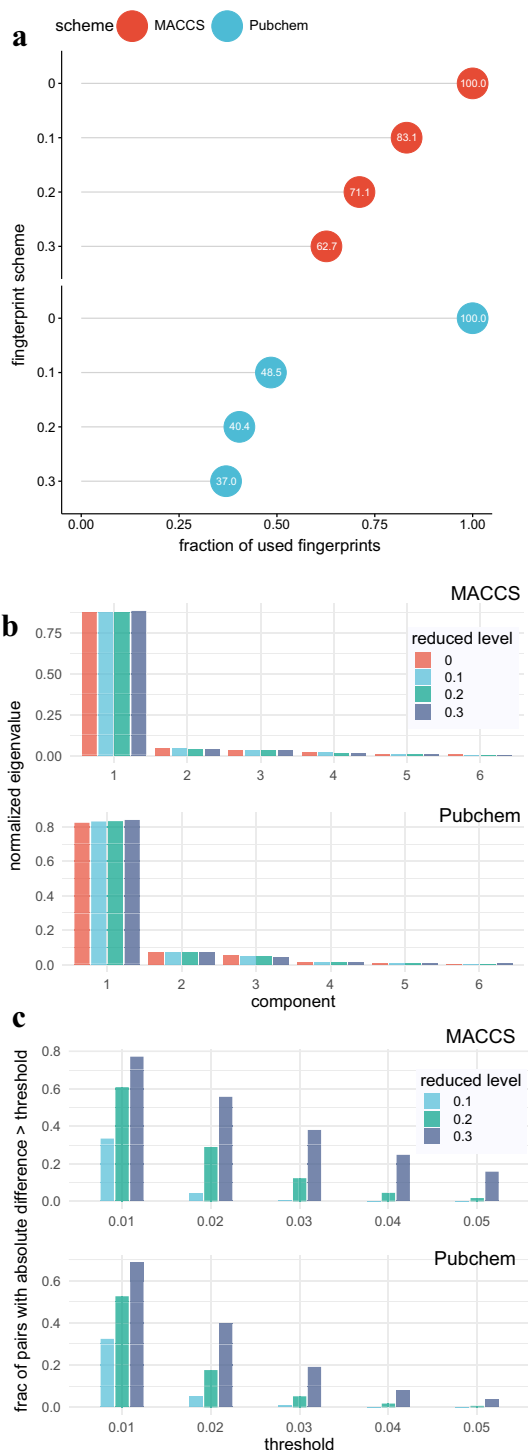 a
scheme MACCS Pubchem
0
100.0
0.1
83.1
0.2
71.1
0.3
62.7
fingterprint scheme
0
100.0
0.1
48.5
0.2
40.4
0.3
37.0
0.00 0.25 0.50 0.75 1.00
fraction of used fingerprints
b
MACCS
reduced level
0
0.1
0.2
0.3
0.75
0.50
0.25
0.00
1 2 3 4 5 6
normalized eigenvalue
Pubchem
0.8
0.6
0.4
0.2
0.0
1 2 3 4 5 6
component
c
MACCS
reduced level
0.1
0.2
0.3
0.8
0.6
0.4
0.2
0.0
0.01 0.02 0.03 0.04 0.05
frac of pairs with absolute difference > threshold
Pubchem
0.6
0.4
0.2
0.0
0.01 0.02 0.03 0.04 0.05
threshold